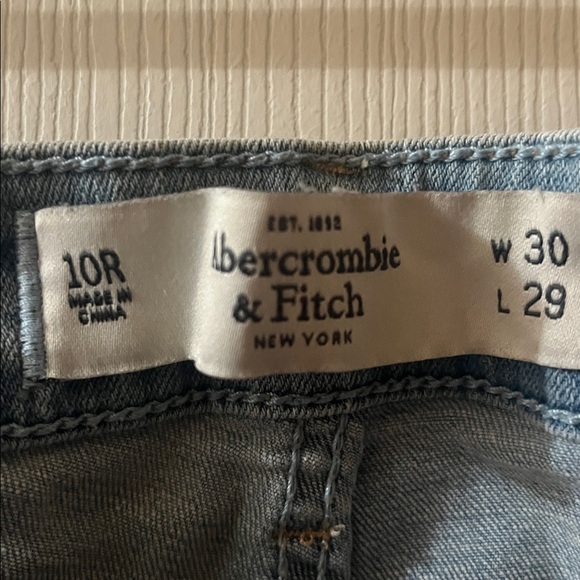 10R
MADE IN
CHINA
EST. 1892
Abercrombie
& Fitch
NEW YORK
W 30
L 29